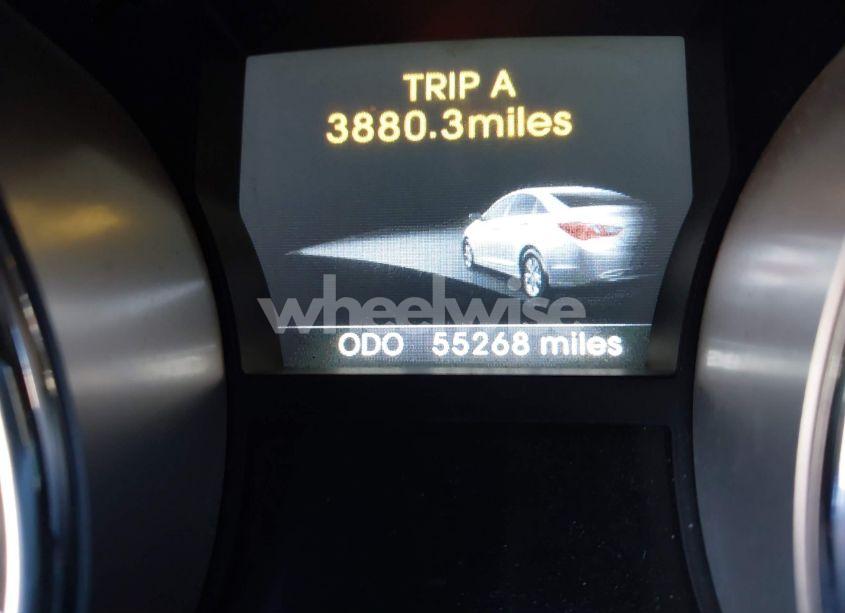 TRIP A
3880.3miles
wheelwise
ODO 55268 miles